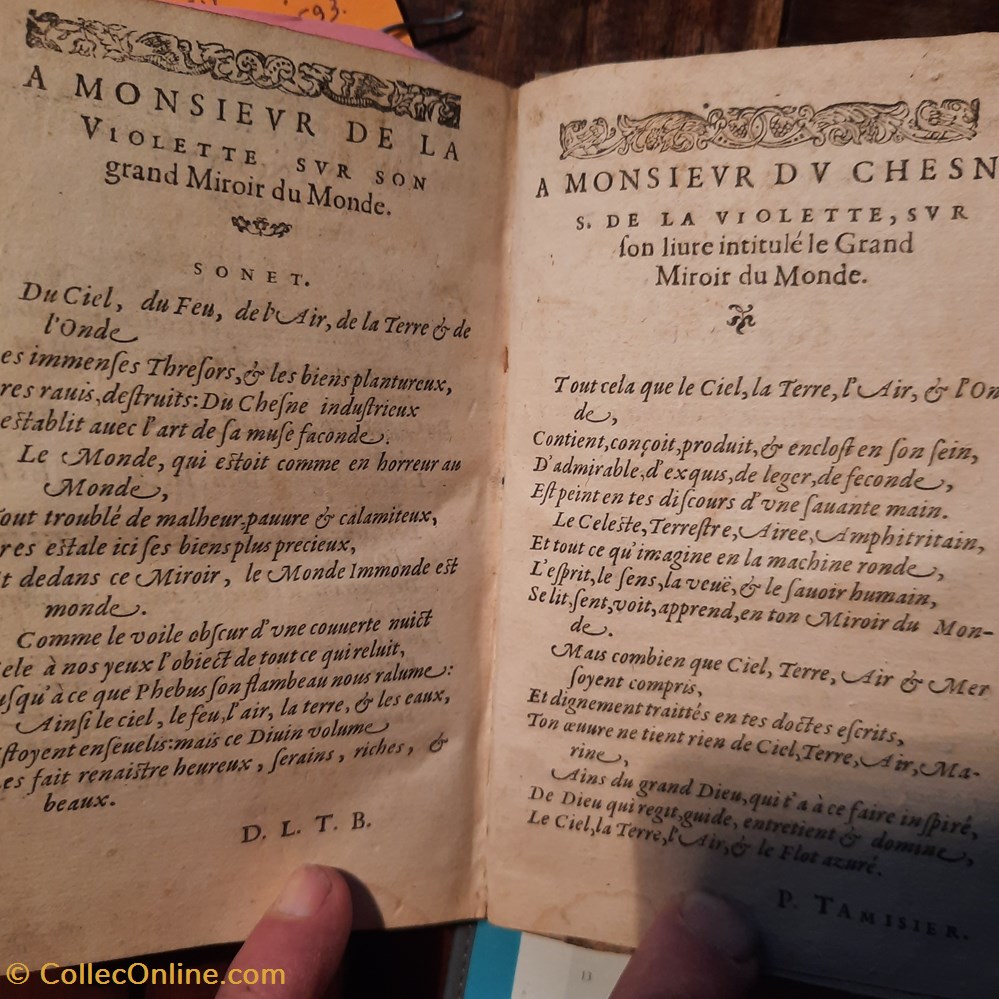 93.
A MONSIEVR DE LA
VIOLETTE SVR SON
grand Miroir du Monde.
SONET.
Du Ciel, du Feu, de l'Air, de la Terre & de
l'Onde
es immenſes Threſors, & les biens plantureux,
res rauis, deſtruits: Du Cheſne induſtrieux
eſtablit auec l'art de ſa muſe faconde.
Le Monde, qui eſtoit comme en horreur au
Monde,
out troublé de malheur, pauure & calamiteux,
res eſtale ici ſes biens plus precieux,
t dedans ce Miroir, le Monde Immonde eſt
monde.
Comme le voile obſcur d'vne couuerte nuict
ele à nos yeux l'obiect de tout ce qui reluit,
uſqu'à ce que Phebus ſon flambeau nous ralume:
Ainſi le ciel, le feu, l'air, la terre, & les eaux,
ſtoyent enſeuelis: mais ce Diuin volume
es fait renaiſtre heureux, ſerains, riches, &
beaux.
D. L. T. B.
A MONSIEVR DV CHESN
S. DE LA VIOLETTE, SVR
ſon liure intitulé le Grand
Miroir du Monde.
Tout cela que le Ciel, la Terre, l'Air, & l'On
de,
Contient, conçoit, produit, & encloſt en ſon ſein,
D'admirable, d'exquis, de leger, de feconde,
Eſt peint en tes diſcours d'vne ſauante main.
Le Celeſte, Terreſtre, Airee, Amphitritain,
Et tout ce qu'imagine en la machine ronde,
L'eſprit, le ſens, la veuë, & le ſauoir humain,
Se lit, ſent, voit, apprend, en ton Miroir du Mon-
de.
Mais combien que Ciel, Terre, Air & Mer
ſoyent compris,
Et dignement traittés en tes doctes eſcrits,
Ton œuure ne tient rien de Ciel, Terre, Air, Ma-
rine,
Ains du grand Dieu, qui t'a à ce faire inſpiré,
De Dieu qui regit, guide, entretient & domine,
Le Ciel, la Terre, l'Air, & le Flot azuré.
P. TAMISIER.
© CollecOnline.com